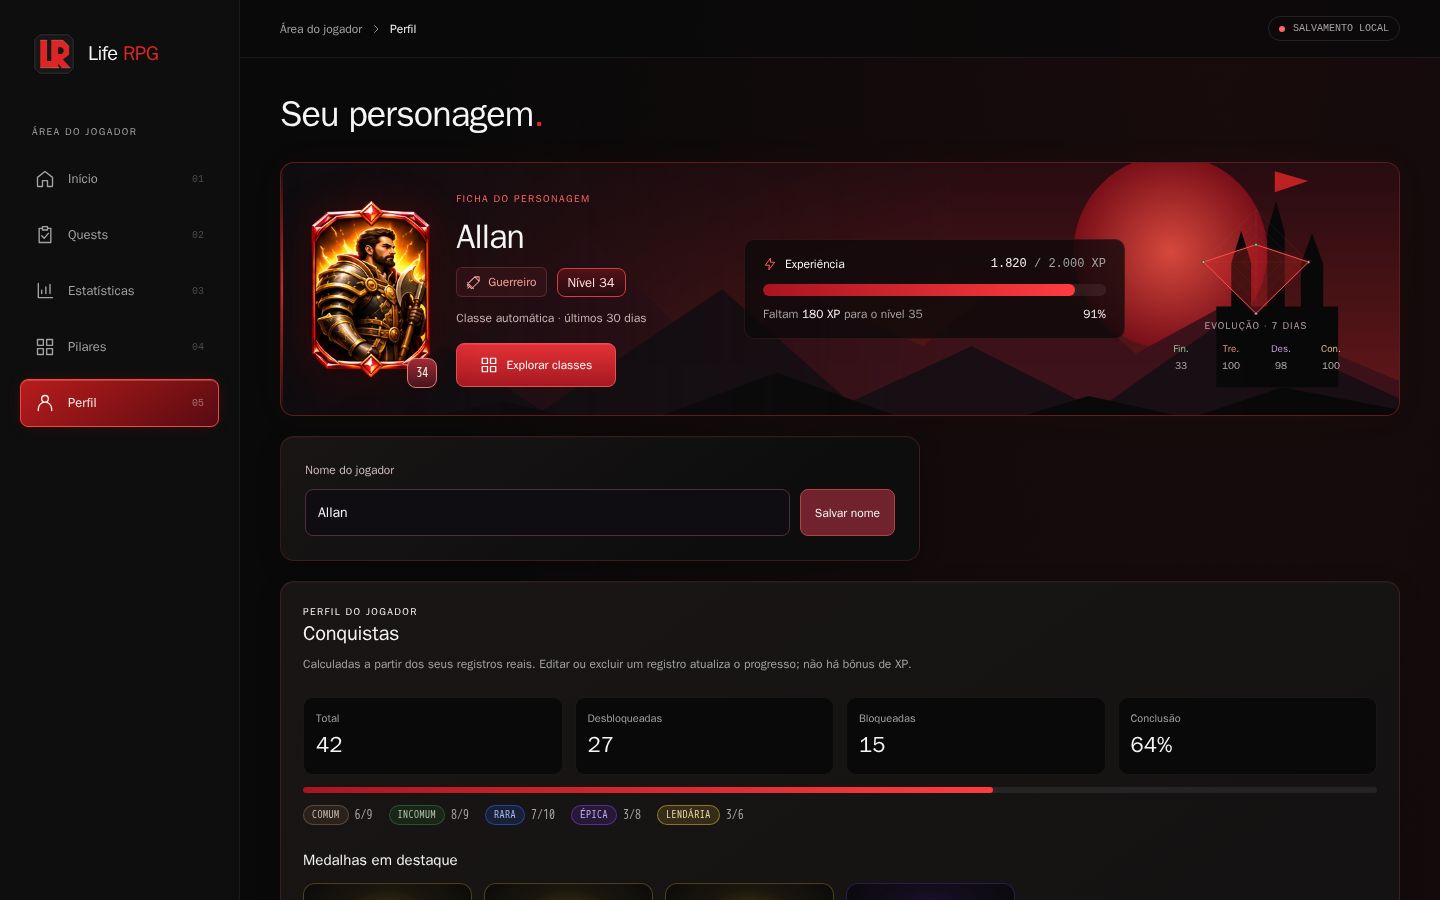 LR
Life RPG
ÁREA DO JOGADOR
Início 01
Quests 02
Estatísticas 03
Pilares 04
Perfil 05
Área do jogador > Perfil
SALVAMENTO LOCAL
Seu personagem.
34
FICHA DO PERSONAGEM
Allan
Guerreiro Nível 34
Classe automática · últimos 30 dias
Explorar classes
Experiência 1.820 / 2.000 XP
Faltam 180 XP para o nível 35 91%
EVOLUÇÃO · 7 DIAS
Fin. Tre. Des. Con.
33 100 98 100
Nome do jogador
Allan Salvar nome
PERFIL DO JOGADOR
Conquistas
Calculadas a partir dos seus registros reais. Editar ou excluir um registro atualiza o progresso; não há bônus de XP.
Total Desbloqueadas Bloqueadas Conclusão
42 27 15 64%
COMUM 6/9 INCOMUM 8/9 RARA 7/10 ÉPICA 3/8 LENDÁRIA 3/6
Medalhas em destaque